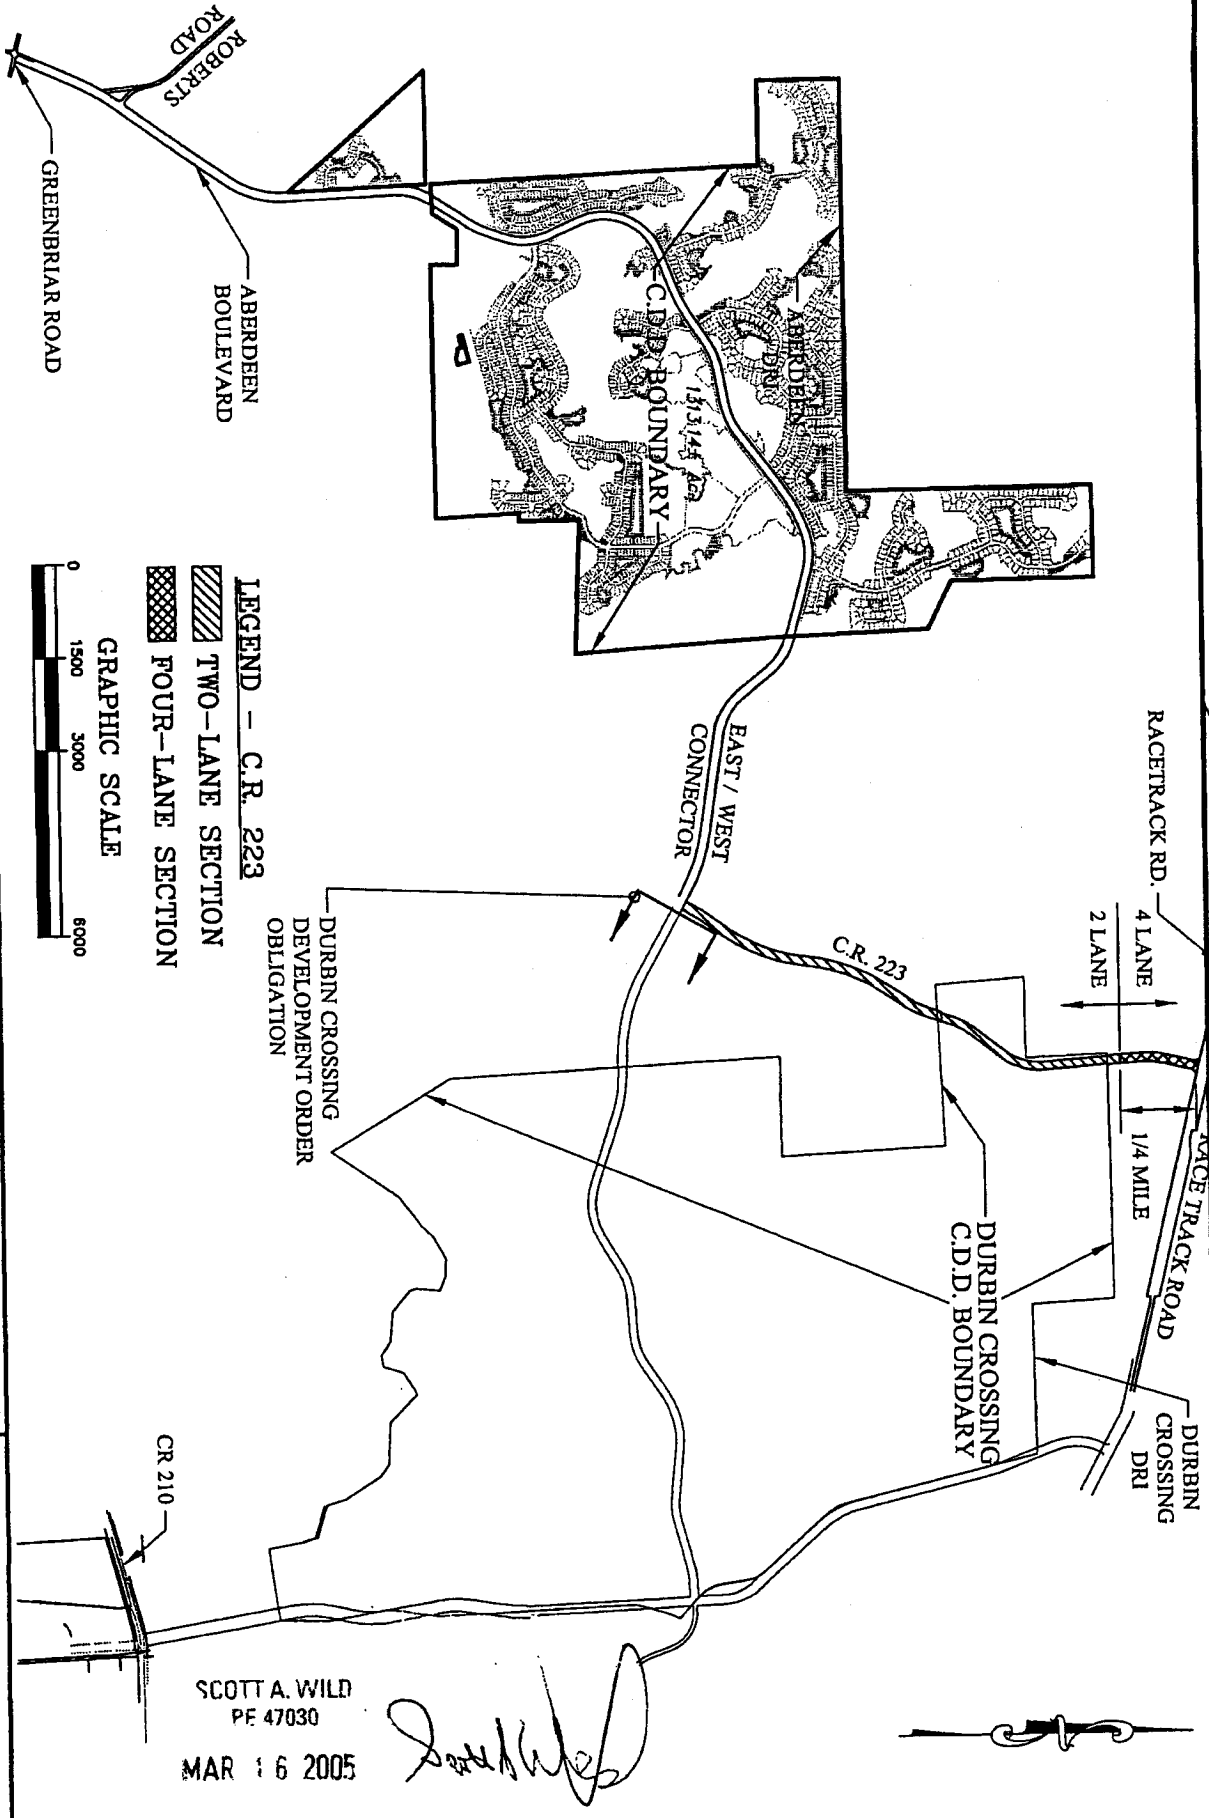 ROBERTS
ROAD
GREENBRIAR ROAD
ABERDEEN
BOULEVARD
C.D.D. BOUNDARY
ABERDEEN
DRI
EAST / WEST
CONNECTOR
C.R. 223
RACETRACK RD.
4 LANE
2 LANE
1/4 MILE
RACE TRACK ROAD
DURBIN
CROSSING
DRI
DURBIN CROSSING
C.D.D. BOUNDARY
DURBIN CROSSING
DEVELOPMENT ORDER
OBLIGATION
CR 210
LEGEND - C.R. 223
TWO-LANE SECTION
FOUR-LANE SECTION
GRAPHIC SCALE
0 1500 3000 6000
SCOTT A. WILD
PE 47030
MAR 16 2005